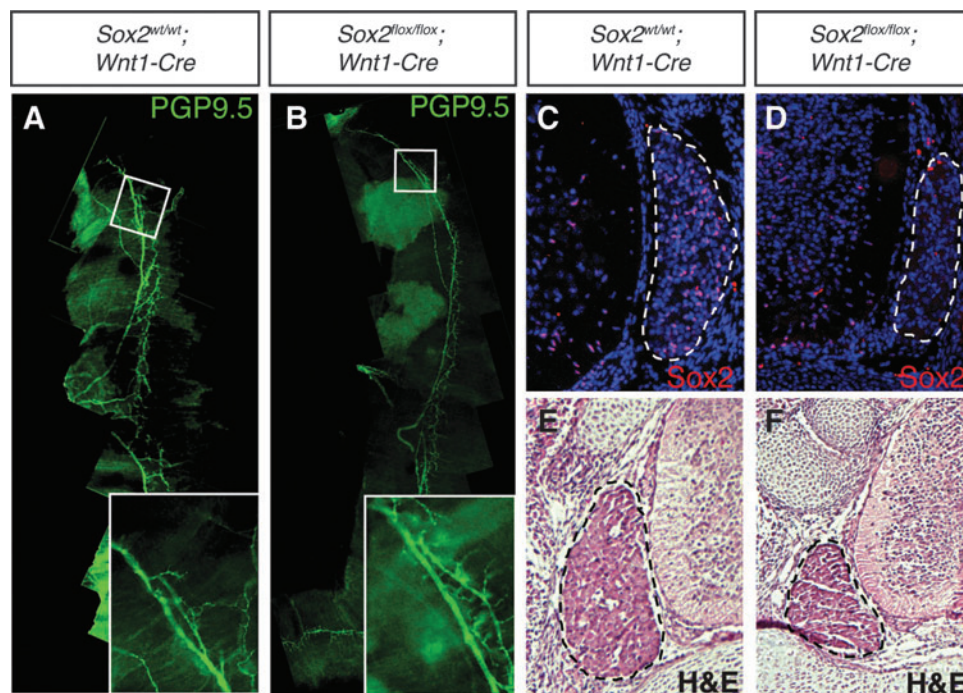 Sox2wt/wt;
Wnt1-Cre
Sox2flox/flox;
Wnt1-Cre
Sox2wt/wt;
Wnt1-Cre
Sox2flox/flox;
Wnt1-Cre
A
PGP9.5
B
PGP9.5
C
Sox2
D
Sox2
E
H&E
F
H&E